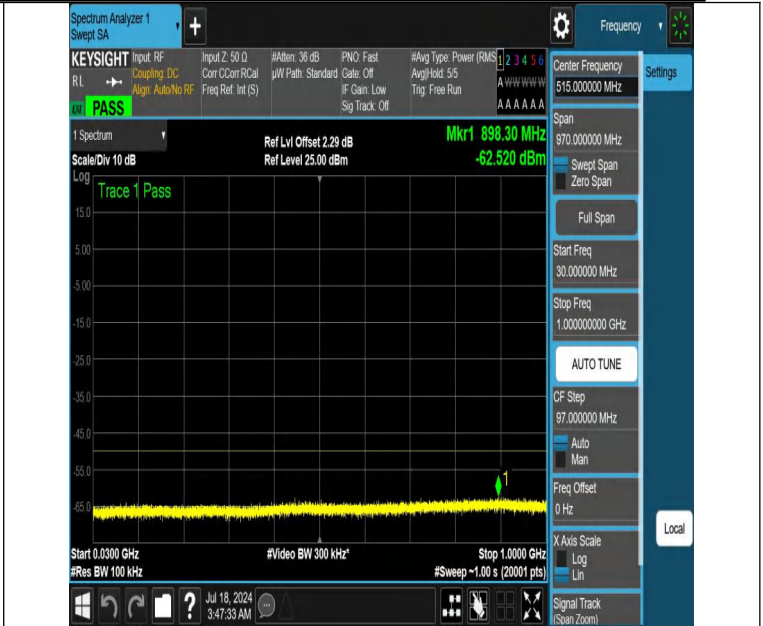 Spectrum Analyzer 1
Swept SA
+
Frequency
KEYSIGHT
RL
LXI
PASS
Input: RF
Coupling: DC
Align: Auto/No RF
Input Z: 50 Ω
Corr CCorr RCal
Freq Ref: Int (S)
#Atten: 36 dB
µW Path: Standard
PNO: Fast
Gate: Off
IF Gain: Low
Sig Track: Off
#Avg Type: Power (RMS
Avg|Hold: 5/5
Trig: Free Run
1 2 3 4 5 6
A W W W W W
A A A A A A
1 Spectrum
Scale/Div 10 dB
Ref Lvl Offset 2.29 dB
Ref Level 25.00 dBm
Mkr1 898.30 MHz
-62.520 dBm
Log
Trace 1 Pass
15.0
5.00
-5.00
-15.0
-25.0
-35.0
-45.0
-55.0
-65.0
1
Start 0.0300 GHz
#Res BW 100 kHz
#Video BW 300 kHz*
Stop 1.0000 GHz
#Sweep ~1.00 s (20001 pts)
Center Frequency
515.000000 MHz
Settings
Span
970.000000 MHz
Swept Span
Zero Span
Full Span
Start Freq
30.000000 MHz
Stop Freq
1.000000000 GHz
AUTO TUNE
CF Step
97.000000 MHz
Auto
Man
Freq Offset
0 Hz
X Axis Scale
Log
Lin
Local
Signal Track
(Span Zoom)
?
Jul 18, 2024
3:47:33 AM